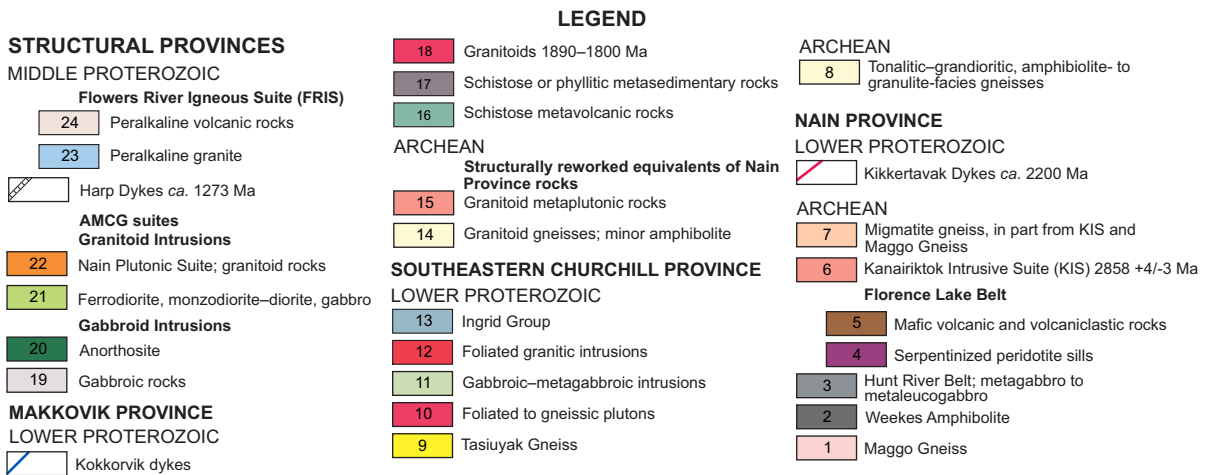 LEGEND
STRUCTURAL PROVINCES
MIDDLE PROTEROZOIC
Flowers River Igneous Suite (FRIS)
24 Peralkaline volcanic rocks
23 Peralkaline granite
Harp Dykes ca. 1273 Ma
AMCG suites
Granitoid Intrusions
22 Nain Plutonic Suite; granitoid rocks
21 Ferrodiorite, monzodiorite–diorite, gabbro
Gabbroid Intrusions
20 Anorthosite
19 Gabbroic rocks
MAKKOVIK PROVINCE
LOWER PROTEROZOIC
Kokkorvik dykes
18 Granitoids 1890–1800 Ma
17 Schistose or phyllitic metasedimentary rocks
16 Schistose metavolcanic rocks
ARCHEAN
Structurally reworked equivalents of Nain
Province rocks
15 Granitoid metaplutonic rocks
14 Granitoid gneisses; minor amphibolite
SOUTHEASTERN CHURCHILL PROVINCE
LOWER PROTEROZOIC
13 Ingrid Group
12 Foliated granitic intrusions
11 Gabbroic–metagabbroic intrusions
10 Foliated to gneissic plutons
9 Tasiuyak Gneiss
ARCHEAN
8 Tonalitic–grandioritic, amphibiolite- to
granulite-facies gneisses
NAIN PROVINCE
LOWER PROTEROZOIC
Kikkertavak Dykes ca. 2200 Ma
ARCHEAN
7 Migmatite gneiss, in part from KIS and
Maggo Gneiss
6 Kanairiktok Intrusive Suite (KIS) 2858 +4/-3 Ma
Florence Lake Belt
5 Mafic volcanic and volcaniclastic rocks
4 Serpentinized peridotite sills
3 Hunt River Belt; metagabbro to
metaleucogabbro
2 Weekes Amphibolite
1 Maggo Gneiss